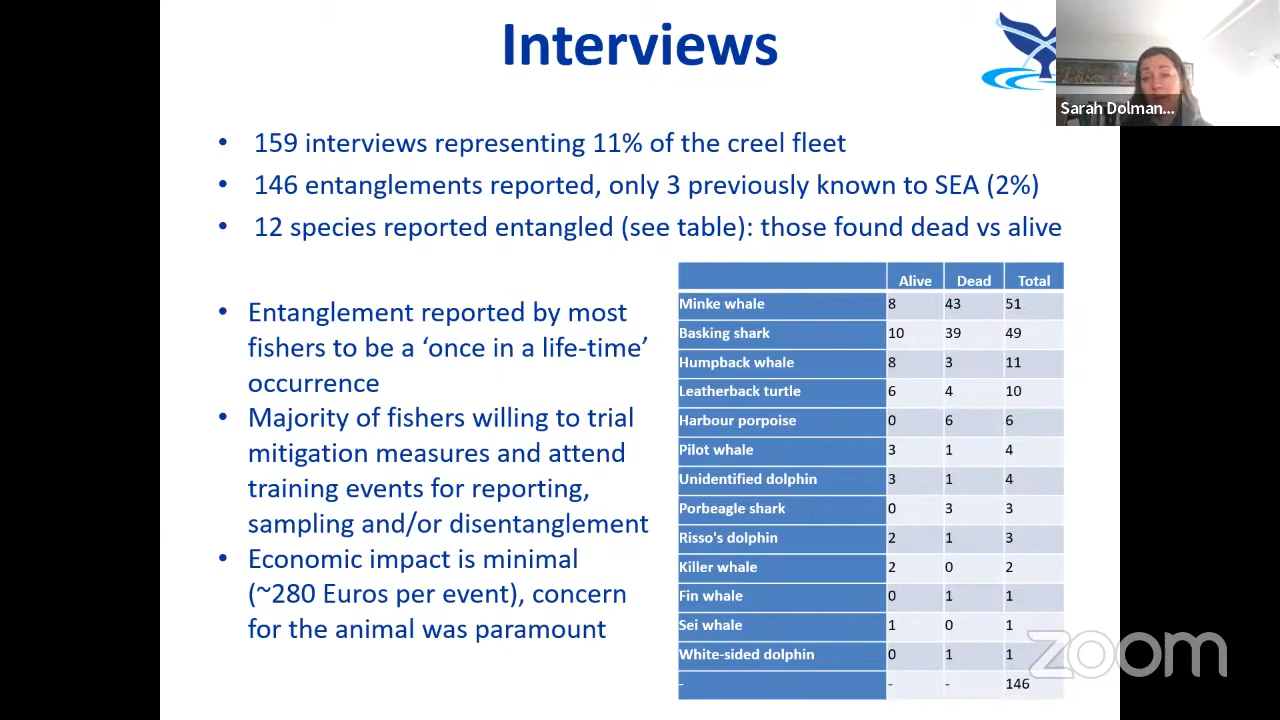 Interviews
Sarah Dolman...
• 159 interviews representing 11% of the creel fleet
• 146 entanglements reported, only 3 previously known to SEA (2%)
• 12 species reported entangled (see table): those found dead vs alive
• Entanglement reported by most
fishers to be a ‘once in a life-time’
occurrence
• Majority of fishers willing to trial
mitigation measures and attend
training events for reporting,
sampling and/or disentanglement
• Economic impact is minimal
(~280 Euros per event), concern
for the animal was paramount
Alive Dead Total
Minke whale 8 43 51
Basking shark 10 39 49
Humpback whale 8 3 11
Leatherback turtle 6 4 10
Harbour porpoise 0 6 6
Pilot whale 3 1 4
Unidentified dolphin 3 1 4
Porbeagle shark 0 3 3
Risso's dolphin 2 1 3
Killer whale 2 0 2
Fin whale 0 1 1
Sei whale 1 0 1
White-sided dolphin 0 1 1
- - - 146
zoom